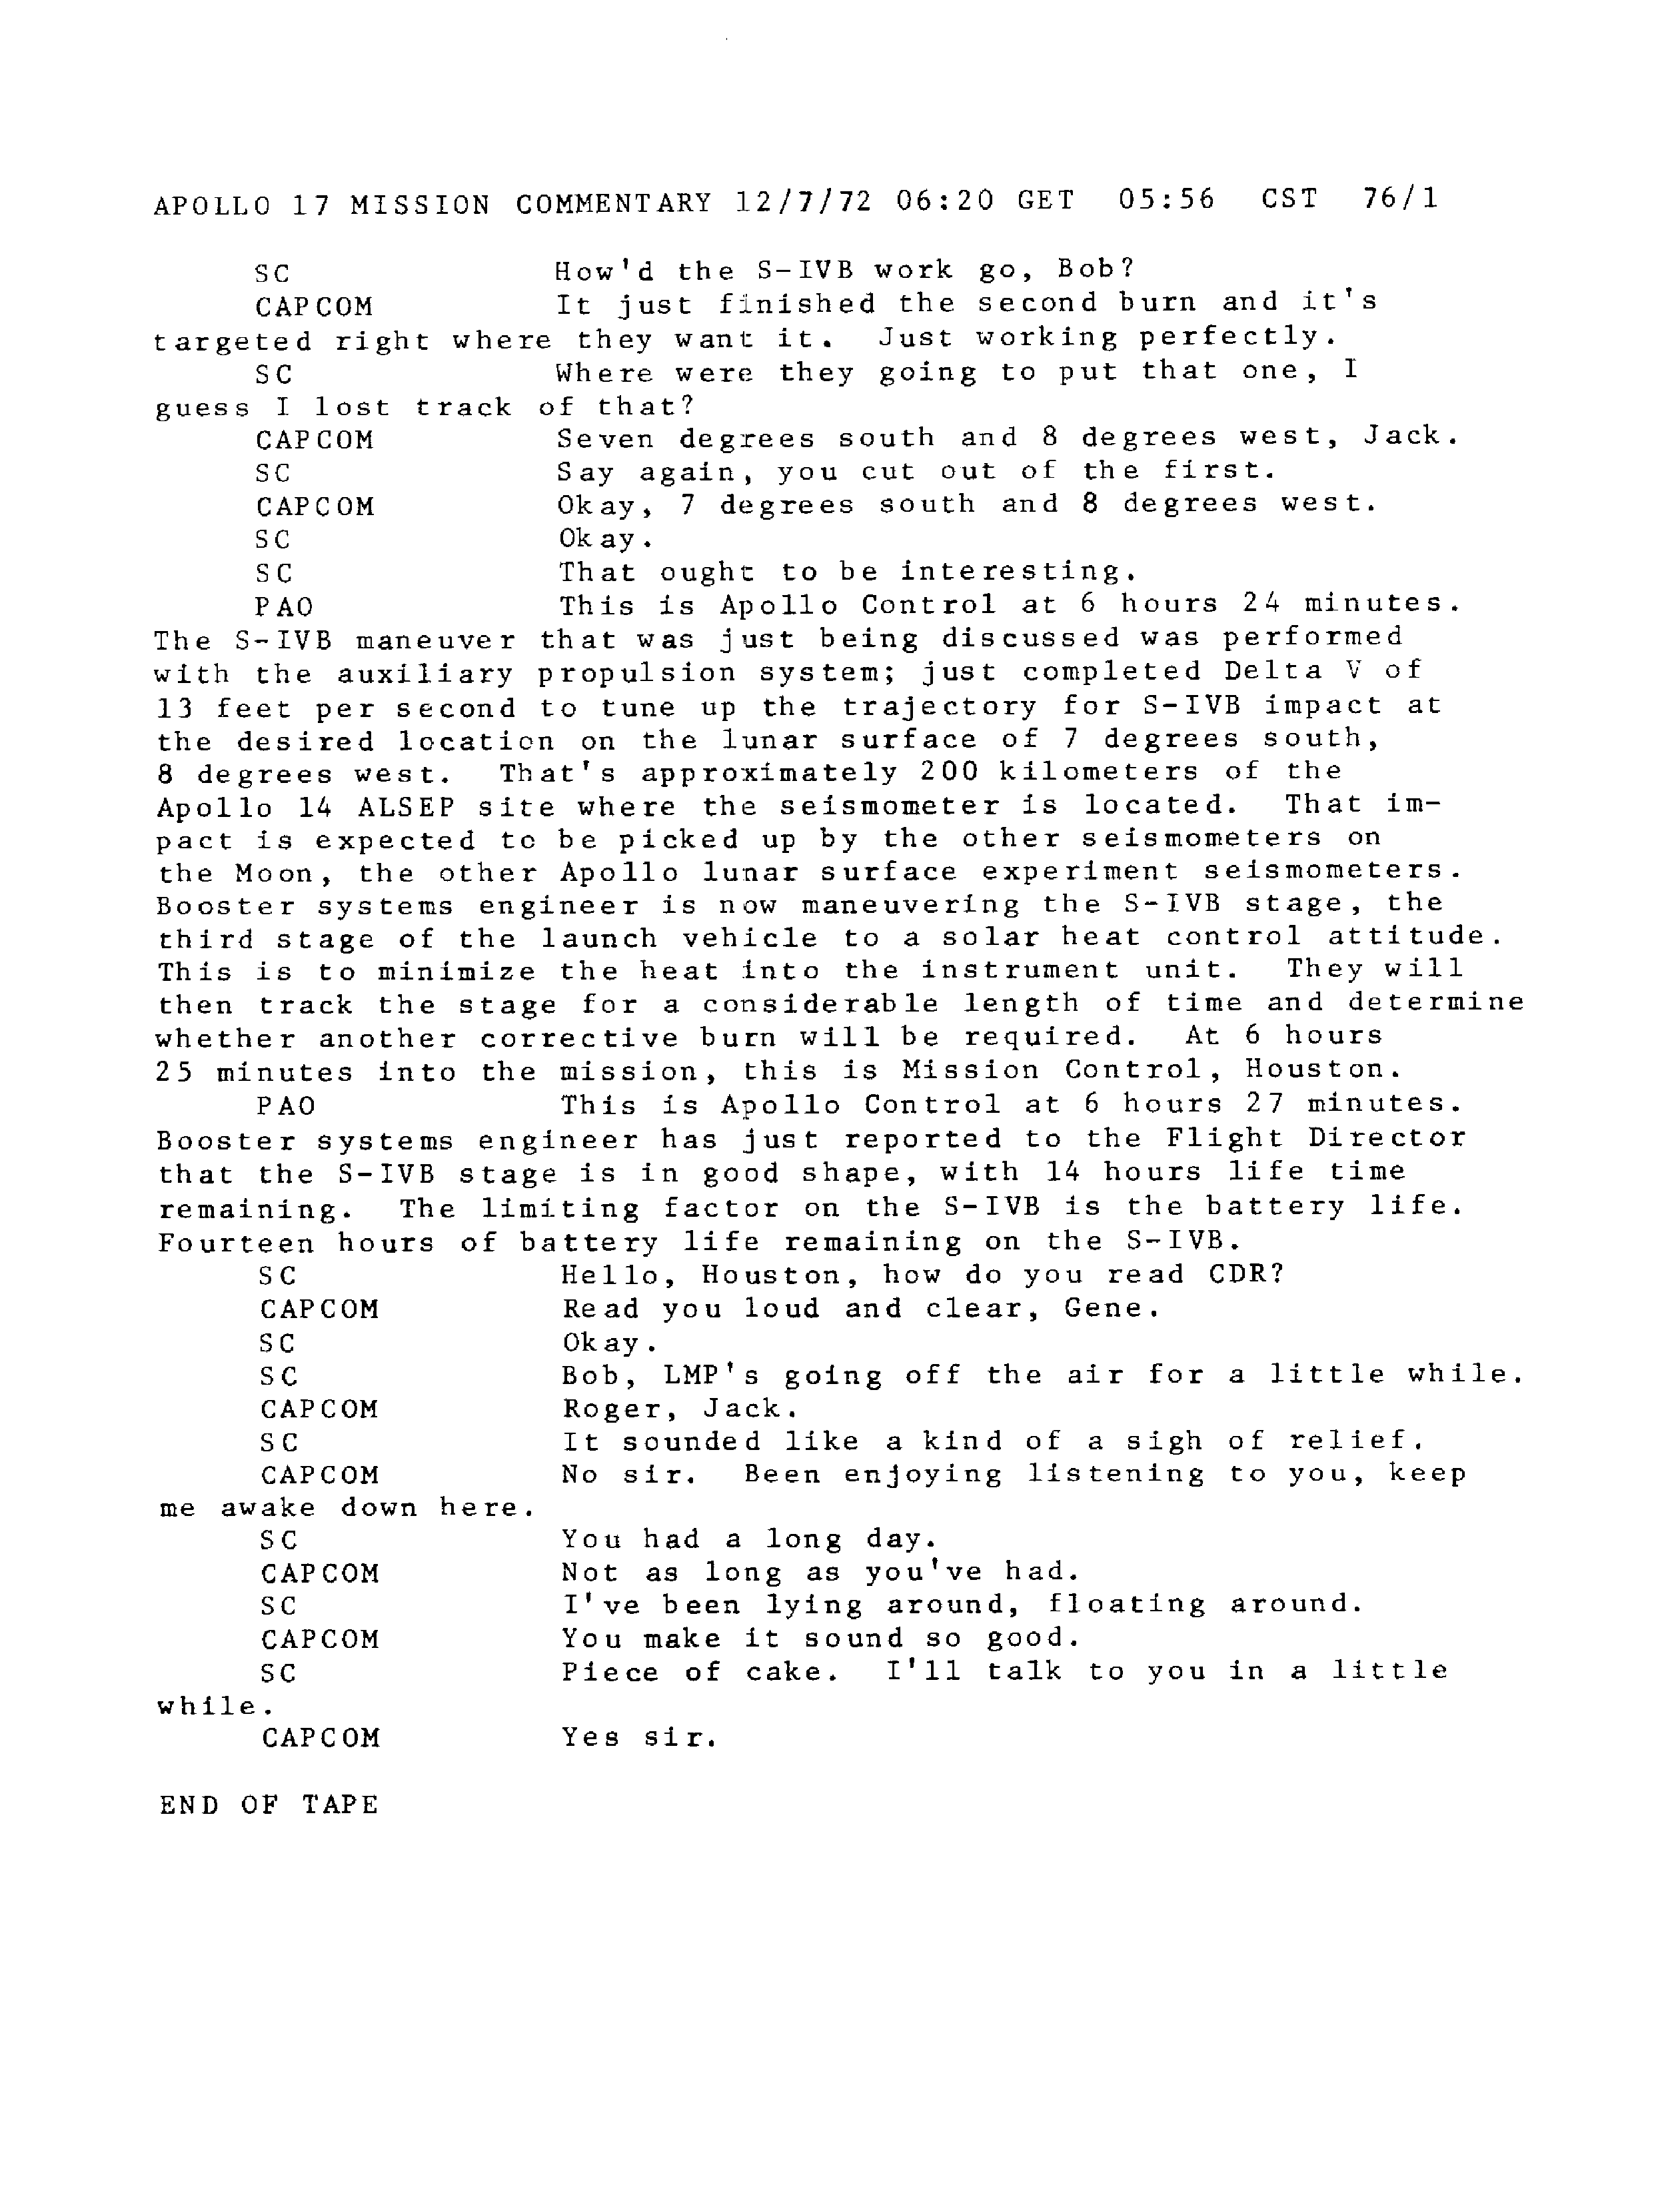 APOLLO 17 MISSION COMMENTARY 12/7/72 06:20 GET 05:56 CST 76/1
SC How'd the S-IVB work go, Bob?
CAPCOM It just finished the second burn and it's
targeted right where they want it. Just working perfectly.
SC Where were they going to put that one, I
guess I lost track of that?
CAPCOM Seven degrees south and 8 degrees west, Jack.
SC Say again, you cut out of the first.
CAPCOM Okay, 7 degrees south and 8 degrees west.
SC Okay.
SC That ought to be interesting.
PAO This is Apollo Control at 6 hours 24 minutes.
The S-IVB maneuver that was just being discussed was performed
with the auxiliary propulsion system; just completed Delta V of
13 feet per second to tune up the trajectory for S-IVB impact at
the desired location on the lunar surface of 7 degrees south,
8 degrees west. That's approximately 200 kilometers of the
Apollo 14 ALSEP site where the seismometer is located. That im-
pact is expected to be picked up by the other seismometers on
the Moon, the other Apollo lunar surface experiment seismometers.
Booster systems engineer is now maneuvering the S-IVB stage, the
third stage of the launch vehicle to a solar heat control attitude.
This is to minimize the heat into the instrument unit. They will
then track the stage for a considerable length of time and determine
whether another corrective burn will be required. At 6 hours
25 minutes into the mission, this is Mission Control, Houston.
PAO This is Apollo Control at 6 hours 27 minutes.
Booster systems engineer has just reported to the Flight Director
that the S-IVB stage is in good shape, with 14 hours life time
remaining. The limiting factor on the S-IVB is the battery life.
Fourteen hours of battery life remaining on the S-IVB.
SC Hello, Houston, how do you read CDR?
CAPCOM Read you loud and clear, Gene.
SC Okay.
SC Bob, LMP's going off the air for a little while.
CAPCOM Roger, Jack.
SC It sounded like a kind of a sigh of relief.
CAPCOM No sir. Been enjoying listening to you, keep
me awake down here.
SC You had a long day.
CAPCOM Not as long as you've had.
SC I've been lying around, floating around.
CAPCOM You make it sound so good.
SC Piece of cake. I'll talk to you in a little
while.
CAPCOM Yes sir.
END OF TAPE